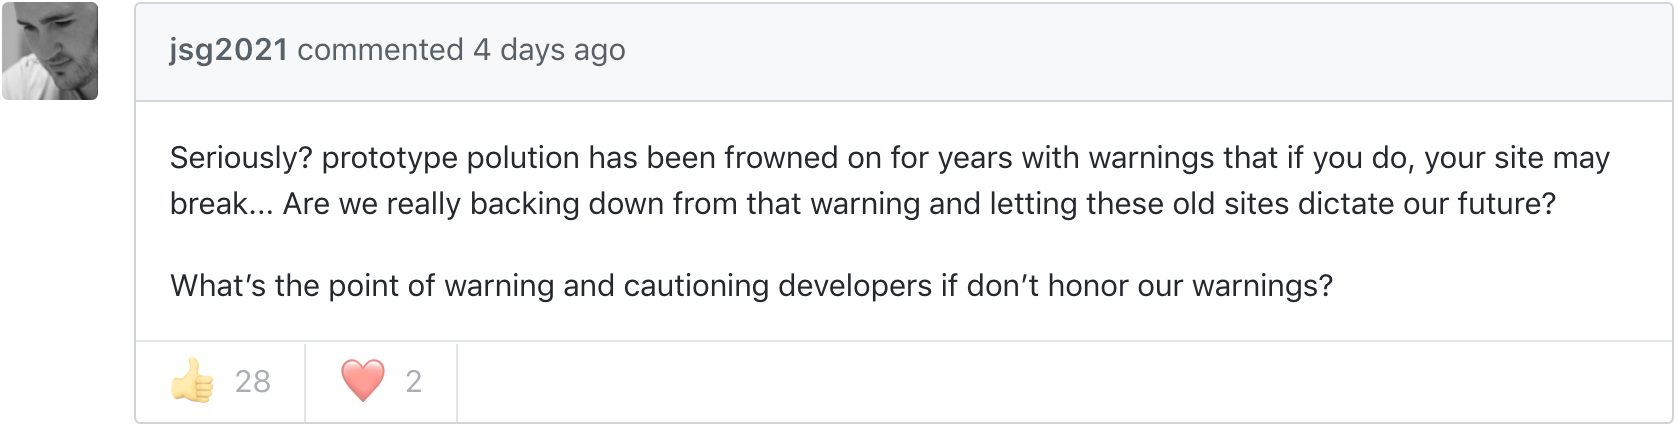 jsg2021 commented 4 days ago
Seriously? prototype polution has been frowned on for years with warnings that if you do, your site may
break... Are we really backing down from that warning and letting these old sites dictate our future?
What's the point of warning and cautioning developers if don't honor our warnings?
28 2